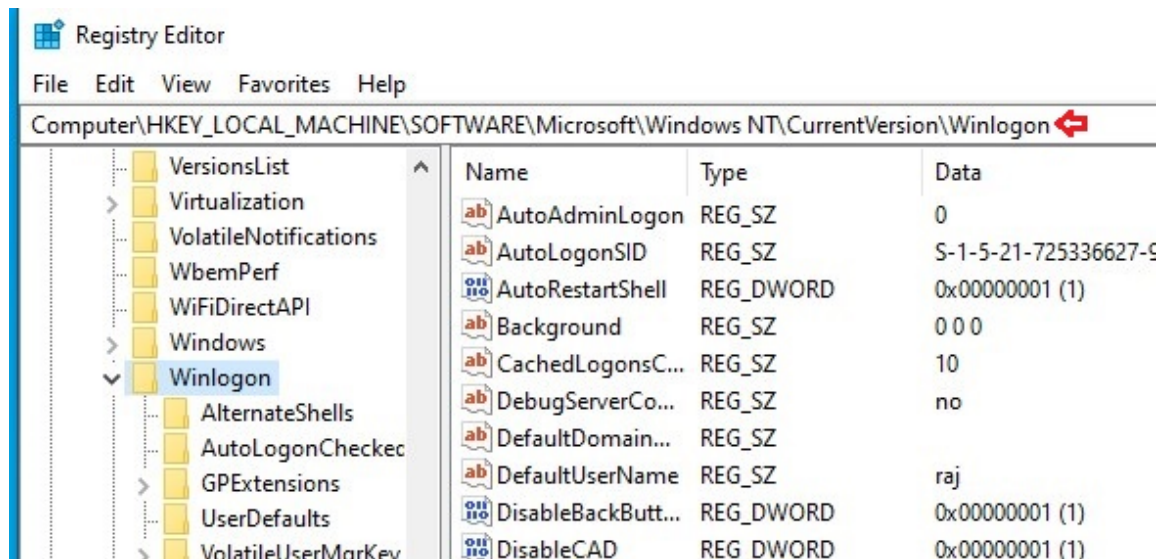 Registry Editor
File Edit View Favorites Help
Computer\HKEY_LOCAL_MACHINE\SOFTWARE\Microsoft\Windows NT\CurrentVersion\Winlogon
VersionsList
Virtualization
VolatileNotifications
WbemPerf
WiFiDirectAPI
Windows
Winlogon
AlternateShells
AutoLogonChecked
GPExtensions
UserDefaults
VolatileUserMgrKey
Name Type Data
AutoAdminLogon REG_SZ 0
AutoLogonSID REG_SZ S-1-5-21-725336627-9
AutoRestartShell REG_DWORD 0x00000001 (1)
Background REG_SZ 0 0 0
CachedLogonsC... REG_SZ 10
DebugServerCo... REG_SZ no
DefaultDomain... REG_SZ
DefaultUserName REG_SZ raj
DisableBackButt... REG_DWORD 0x00000001 (1)
DisableCAD REG_DWORD 0x00000001 (1)